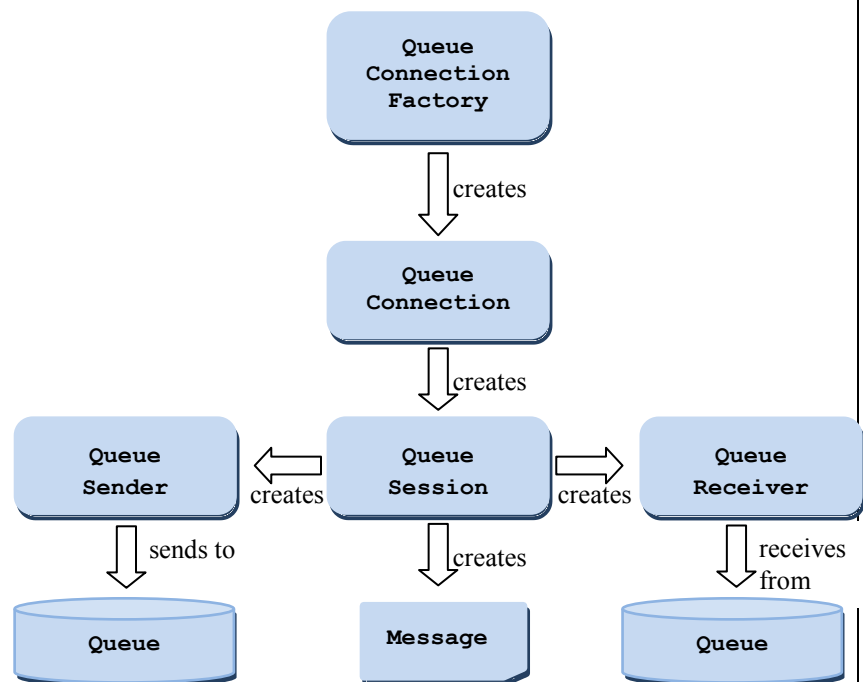 Queue
Connection
Factory
creates
Queue
Connection
creates
Queue
Sender
creates
Queue
Session
creates
Queue
Receiver
sends to
creates
receives
from
Queue
Message
Queue